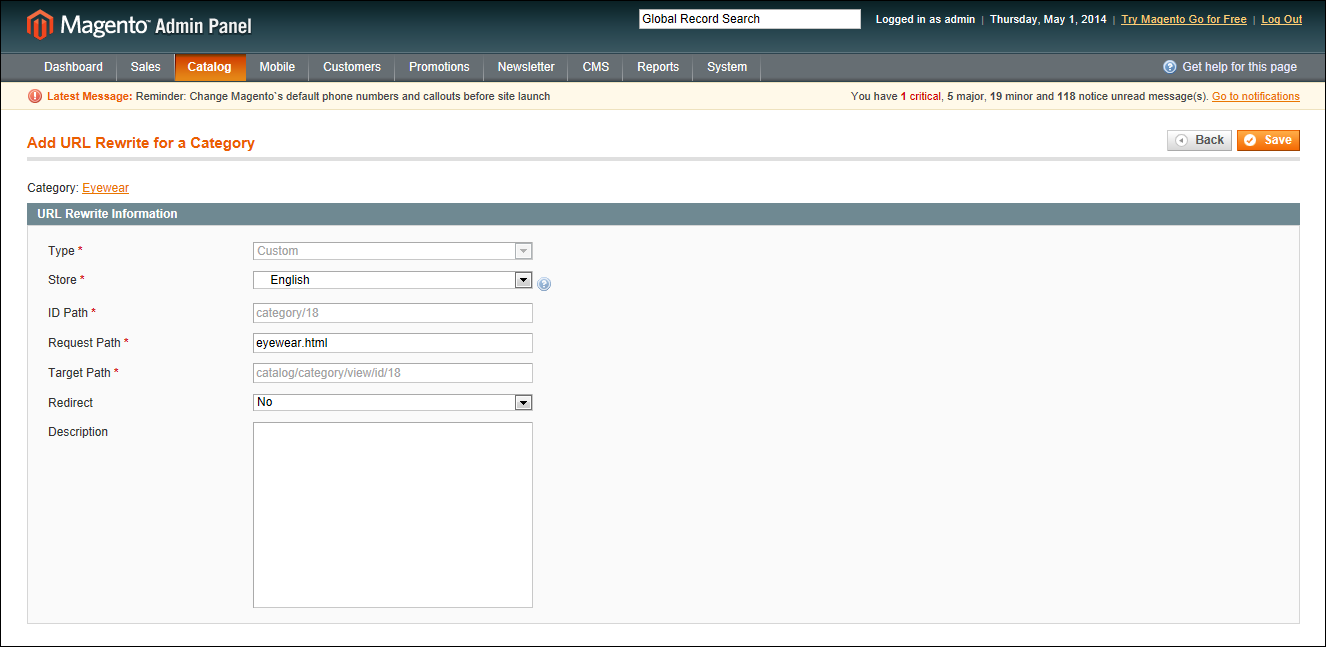 Magento™ Admin Panel
Global Record Search
Logged in as admin | Thursday, May 1, 2014 | Try Magento Go for Free | Log Out
Dashboard Sales Catalog Mobile Customers Promotions Newsletter CMS Reports System
Get help for this page
Latest Message: Reminder: Change Magento`s default phone numbers and callouts before site launch
You have 1 critical, 5 major, 19 minor and 118 notice unread message(s). Go to notifications
Add URL Rewrite for a Category
Back Save
Category: Eyewear
URL Rewrite Information
Type * Custom
Store * English
ID Path * category/18
Request Path * eyewear.html
Target Path * catalog/category/view/id/18
Redirect No
Description